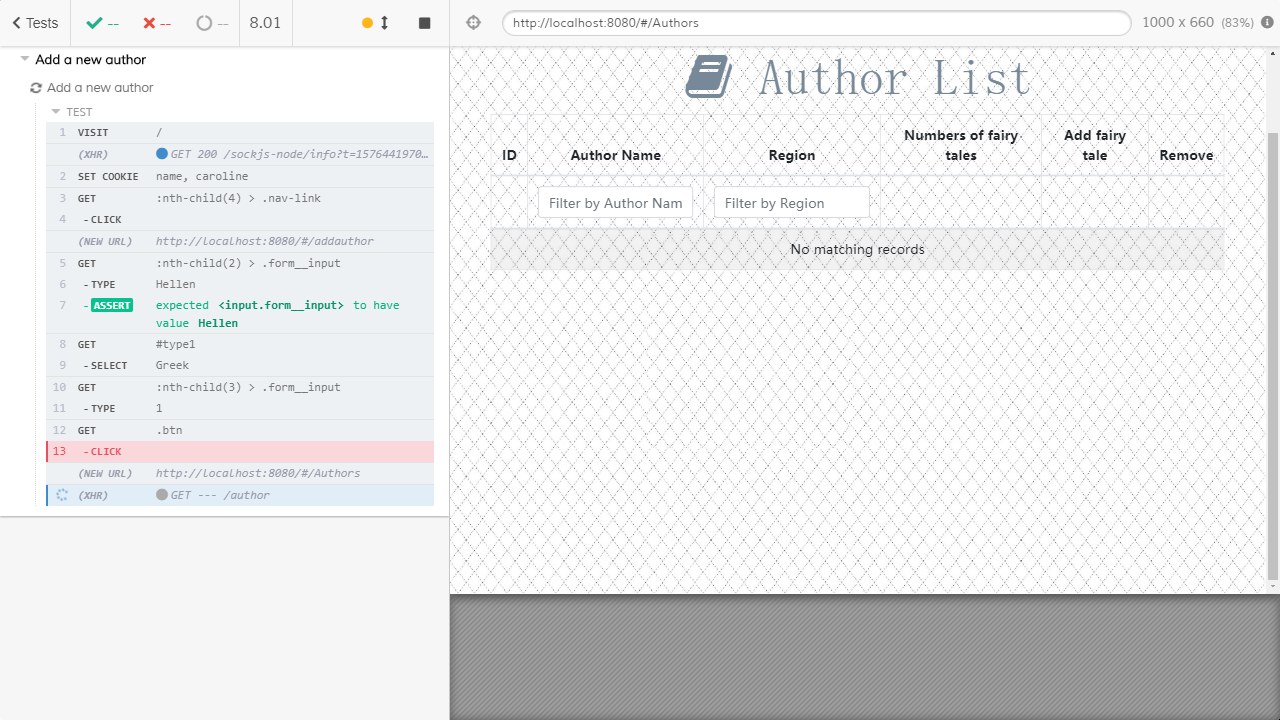 Tests
--
--
--
8.01
http://localhost:8080/#/Authors
1000 x 660 (83%)
Add a new author
Add a new author
TEST
1 VISIT /
(XHR) GET 200 /sockjs-node/info?t=1576441970…
2 SET COOKIE name, caroline
3 GET :nth-child(4) > .nav-link
4 -CLICK
(NEW URL) http://localhost:8080/#/addauthor
5 GET :nth-child(2) > .form__input
6 -TYPE Hellen
7 -ASSERT expected <input.form__input> to have
value Hellen
8 GET #type1
9 -SELECT Greek
10 GET :nth-child(3) > .form__input
11 -TYPE 1
12 GET .btn
13 -CLICK
(NEW URL) http://localhost:8080/#/Authors
(XHR) GET --- /author
Author List
ID Author Name Region Numbers of fairy tales Add fairy tale Remove
Filter by Author Nam Filter by Region
No matching records